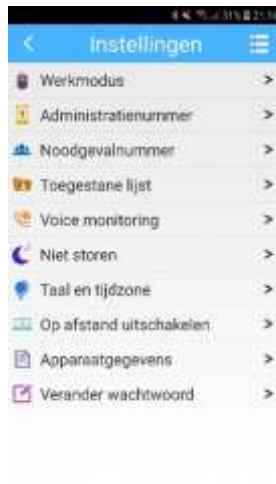 Instellingen
Werkmodus
Administratienummer
Noodgevalnummer
Toegestane lijst
Voice monitoring
Niet storen
Taal en tijdzone
Op afstand uitschakelen
Apparaatgegevens
Verander wachtwoord